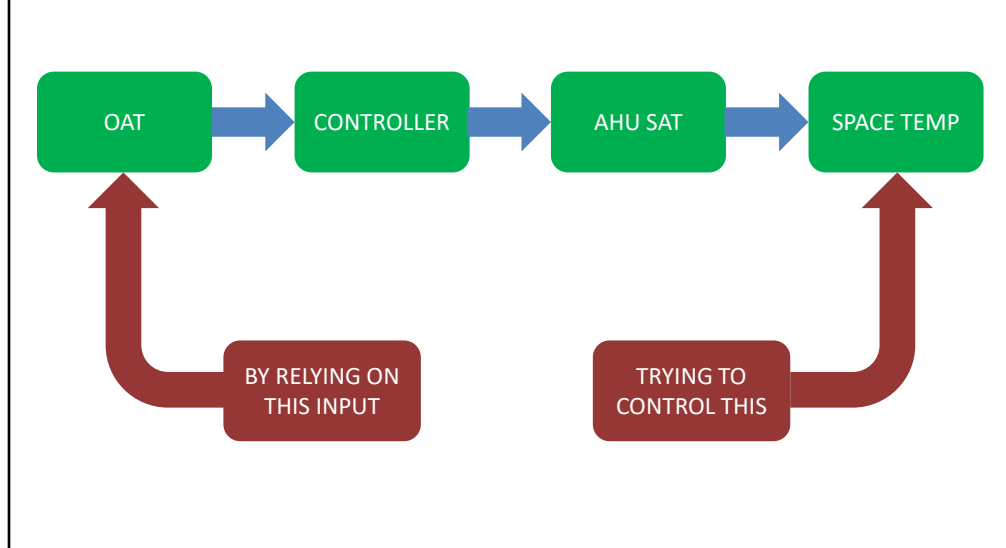 OAT
CONTROLLER
AHU SAT
SPACE TEMP
BY RELYING ON
THIS INPUT
TRYING TO
CONTROL THIS